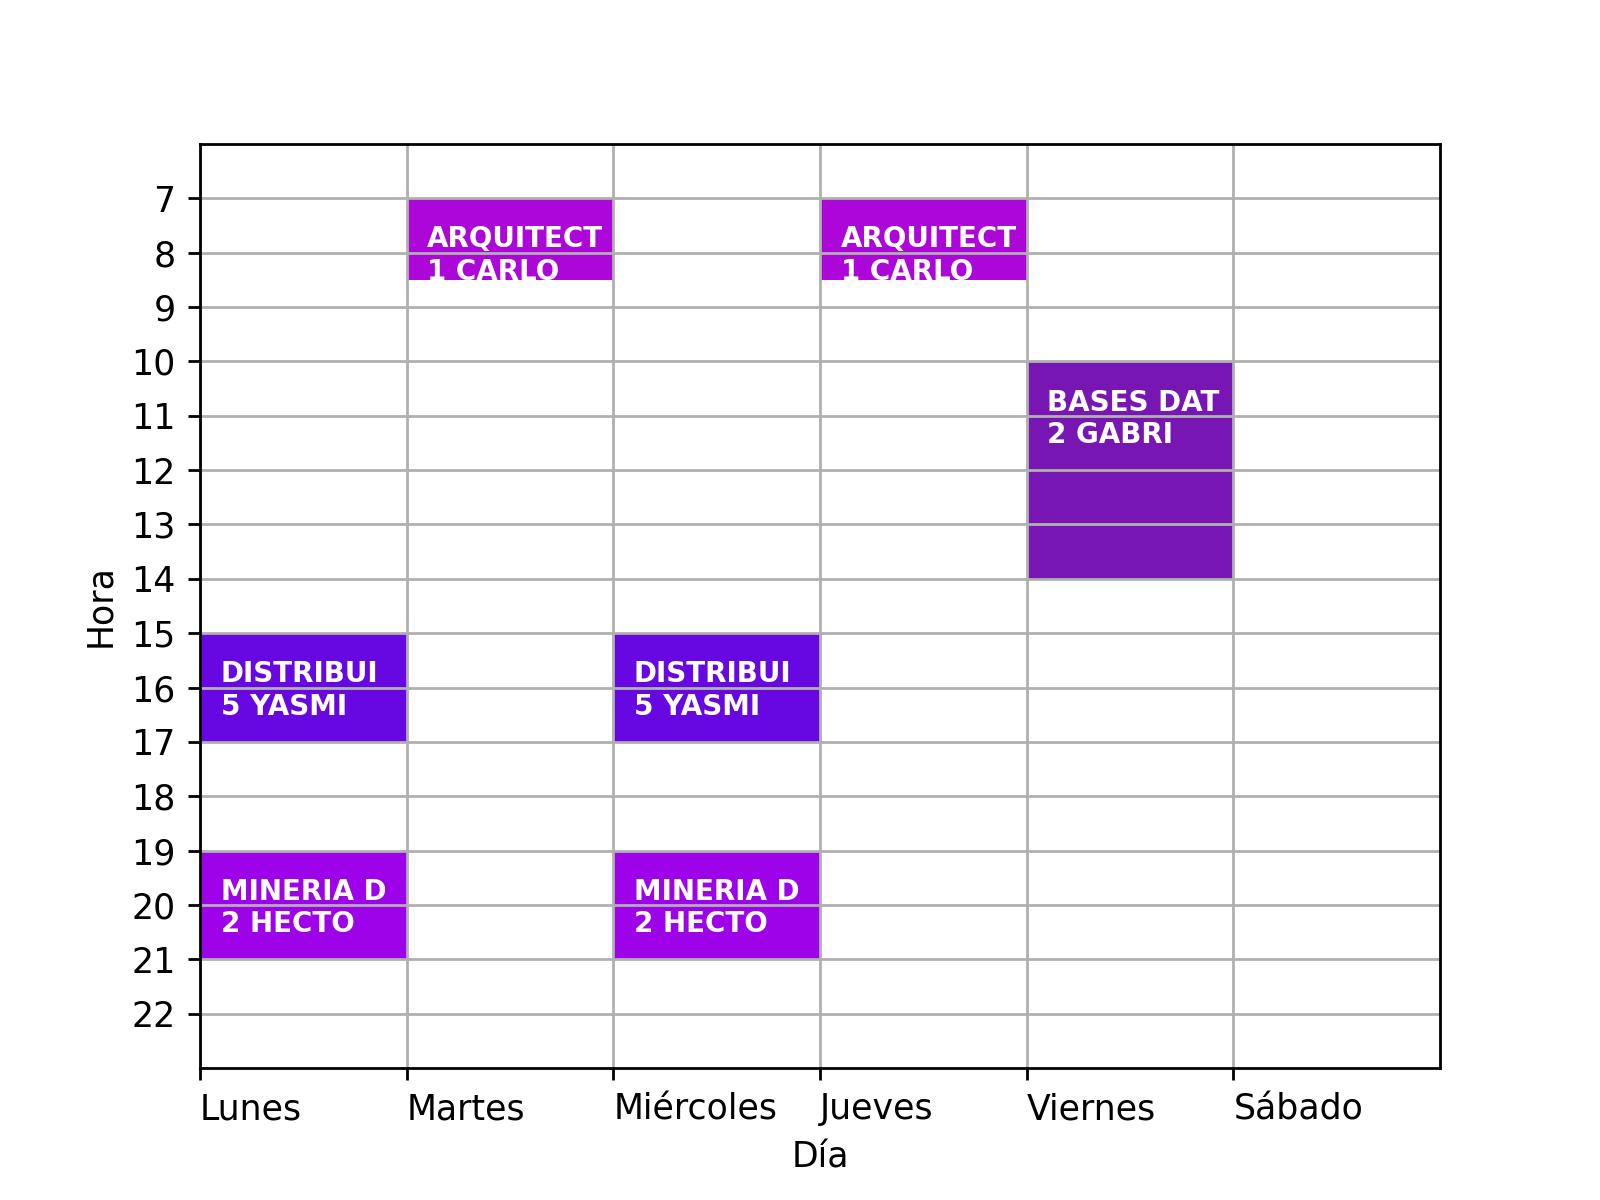 7
8
9
10
11
12
13
14
15
16
17
18
19
20
21
22
Hora
ARQUITECT
1 CARLO
ARQUITECT
1 CARLO
BASES DAT
2 GABRI
DISTRIBUI
5 YASMI
DISTRIBUI
5 YASMI
MINERIA D
2 HECTO
MINERIA D
2 HECTO
Lunes
Martes
Miércoles
Jueves
Viernes
Sábado
Día